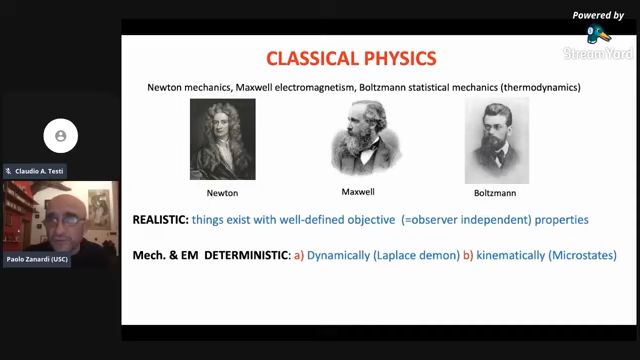 Powered by
StreamYard
CLASSICAL PHYSICS
Newton mechanics, Maxwell electromagnetism, Boltzmann statistical mechanics (thermodynamics)
Newton
Maxwell
Boltzmann
REALISTIC: things exist with well-defined objective (=observer independent) properties
Mech. & EM DETERMINISTIC: a) Dynamically (Laplace demon) b) kinematically (Microstates)
Claudio A. Testi
Paolo Zanardi (USC)